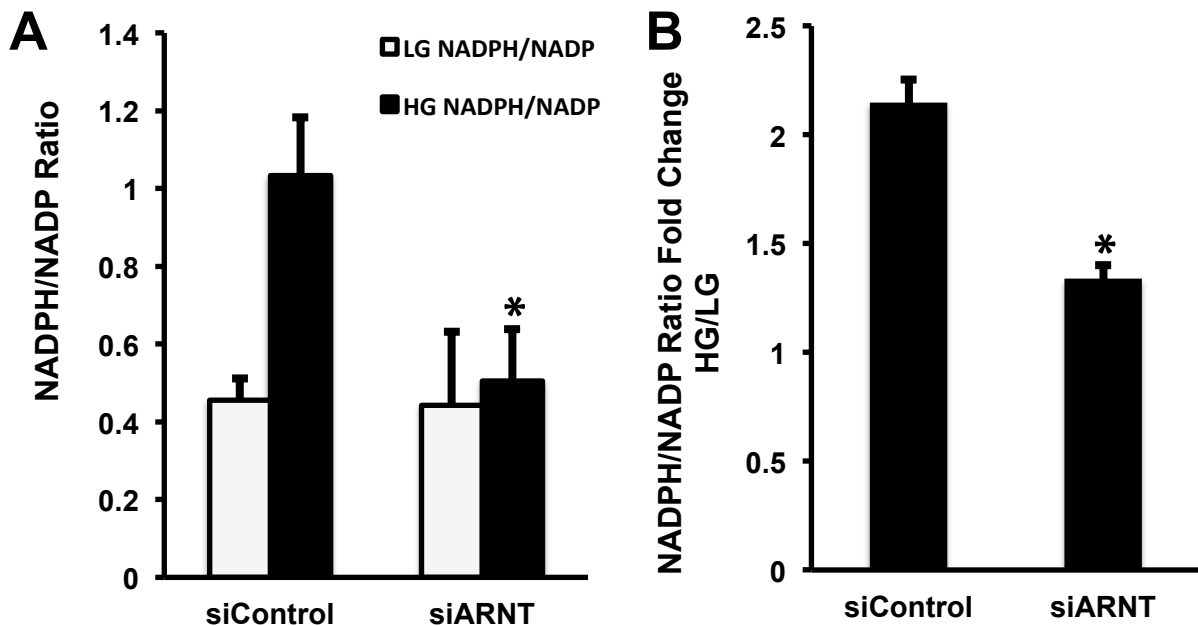 A
NADPH/NADP Ratio
1.4
1.2
1
0.8
0.6
0.4
0.2
0
LG NADPH/NADP
HG NADPH/NADP
*
siControl
siARNT
B
NADPH/NADP Ratio Fold Change
HG/LG
2.5
2
1.5
1
0.5
0
*
siControl
siARNT